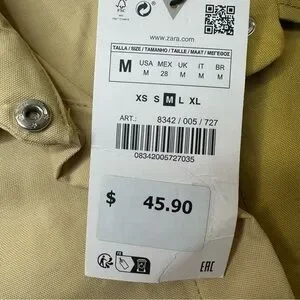 FSC
www.zara.com
TALLA / SIZE / TAMANHO / TAILLE / MAAT / ΜΕΓΕΘΟΣ
M
USA MEX UK IT BR
M 28 M M M
XS S M L XL
ART.: 8342 / 005 / 727
08342005727035
$ 45.90
EAC